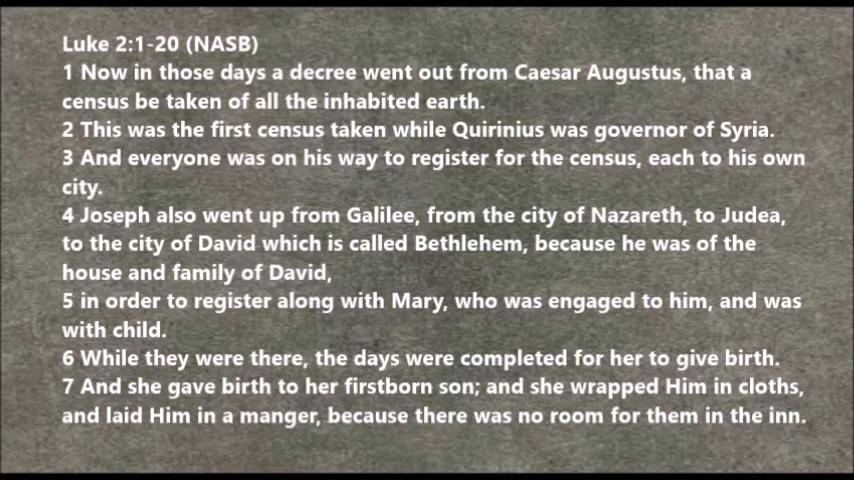 Luke 2:1-20 (NASB)
1 Now in those days a decree went out from Caesar Augustus, that a
census be taken of all the inhabited earth.
2 This was the first census taken while Quirinius was governor of Syria.
3 And everyone was on his way to register for the census, each to his own
city.
4 Joseph also went up from Galilee, from the city of Nazareth, to Judea,
to the city of David which is called Bethlehem, because he was of the
house and family of David,
5 in order to register along with Mary, who was engaged to him, and was
with child.
6 While they were there, the days were completed for her to give birth.
7 And she gave birth to her firstborn son; and she wrapped Him in cloths,
and laid Him in a manger, because there was no room for them in the inn.